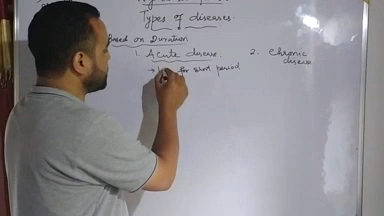 Types of diseases:
Based on Duration
1. Acute disease. 2. Chronic disease
→ for short period